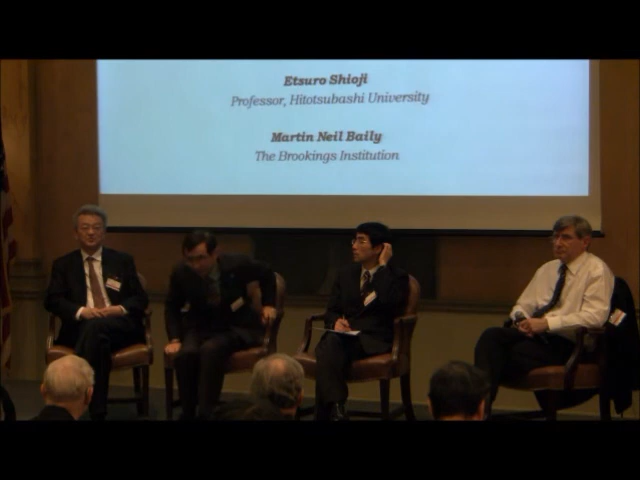 Etsuro Shioji
Professor, Hitotsubashi University
Martin Neil Baily
The Brookings Institution